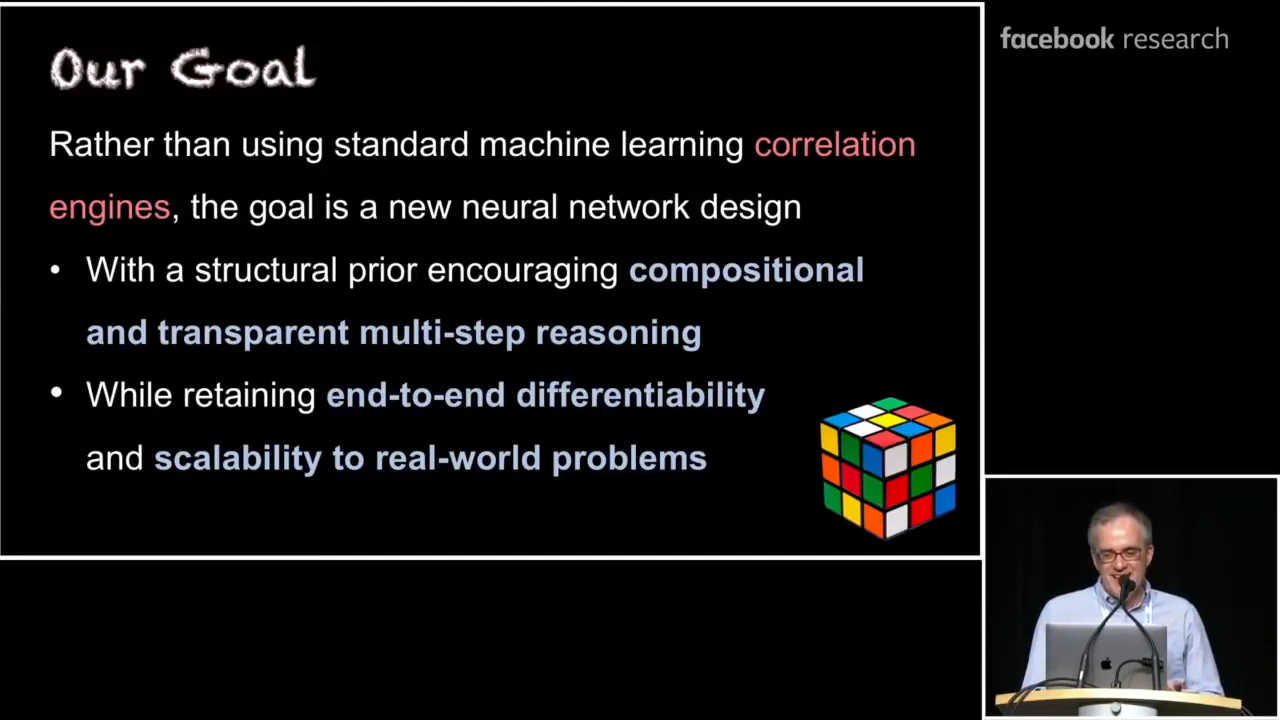 Our Goal
facebook research
Rather than using standard machine learning correlation
engines, the goal is a new neural network design
• With a structural prior encouraging compositional
and transparent multi-step reasoning
• While retaining end-to-end differentiability
and scalability to real-world problems